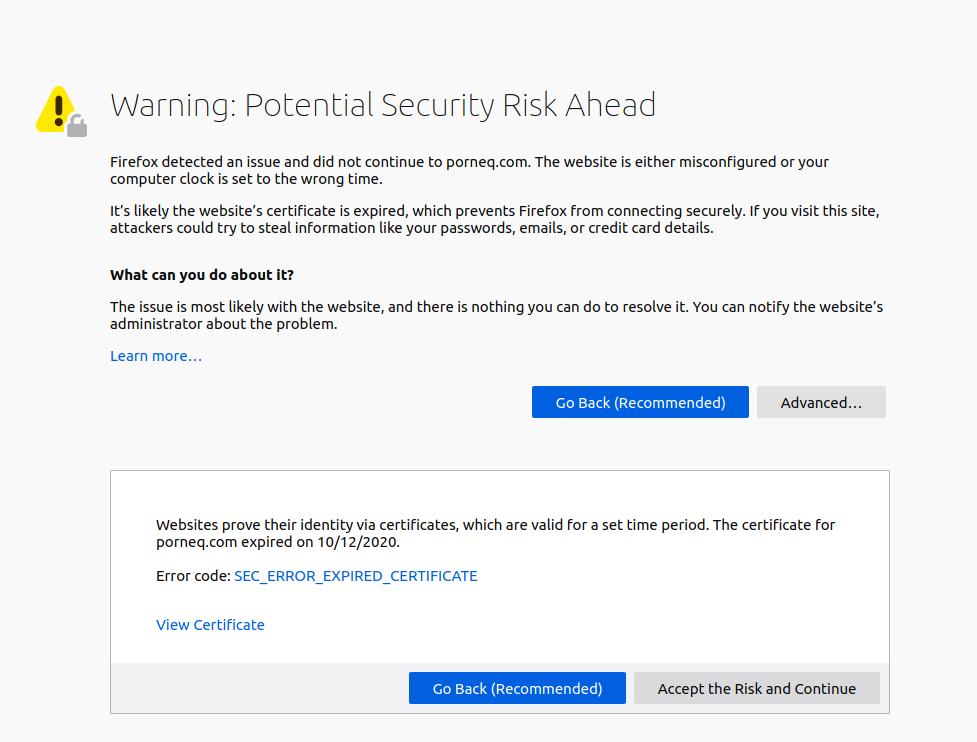 Warning: Potential Security Risk Ahead
Firefox detected an issue and did not continue to porneq.com. The website is either misconfigured or your
computer clock is set to the wrong time.
It’s likely the website’s certificate is expired, which prevents Firefox from connecting securely. If you visit this site,
attackers could try to steal information like your passwords, emails, or credit card details.
What can you do about it?
The issue is most likely with the website, and there is nothing you can do to resolve it. You can notify the website’s
administrator about the problem.
Learn more…
Go Back (Recommended)
Advanced…
Websites prove their identity via certificates, which are valid for a set time period. The certificate for
porneq.com expired on 10/12/2020.
Error code: SEC_ERROR_EXPIRED_CERTIFICATE
View Certificate
Go Back (Recommended)
Accept the Risk and Continue